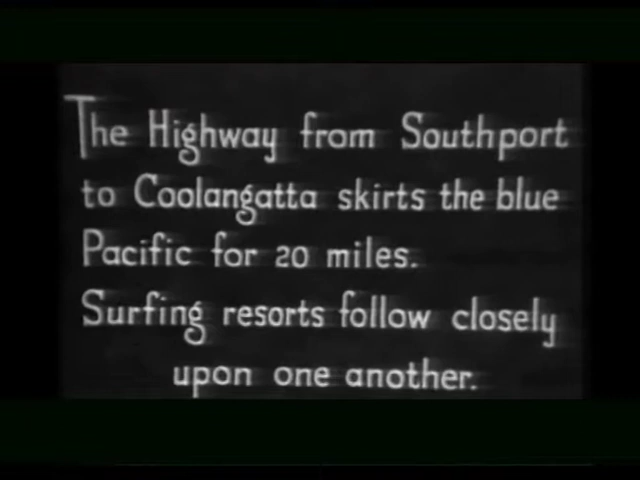 The Highway from Southport
to Coolangatta skirts the blue
Pacific for 20 miles.
Surfing resorts follow closely
upon one another.